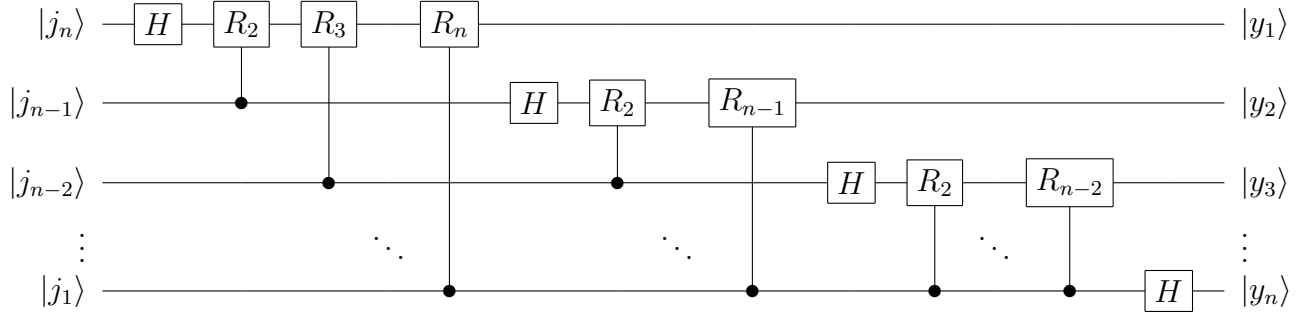 |j_n⟩ H R_2 R_3 R_n |y_1⟩
|j_{n−1}⟩ H R_2 R_{n−1} |y_2⟩
|j_{n−2}⟩ H R_2 R_{n−2} |y_3⟩
⋮ ⋱ ⋱ ⋱ ⋮
|j_1⟩ H |y_n⟩